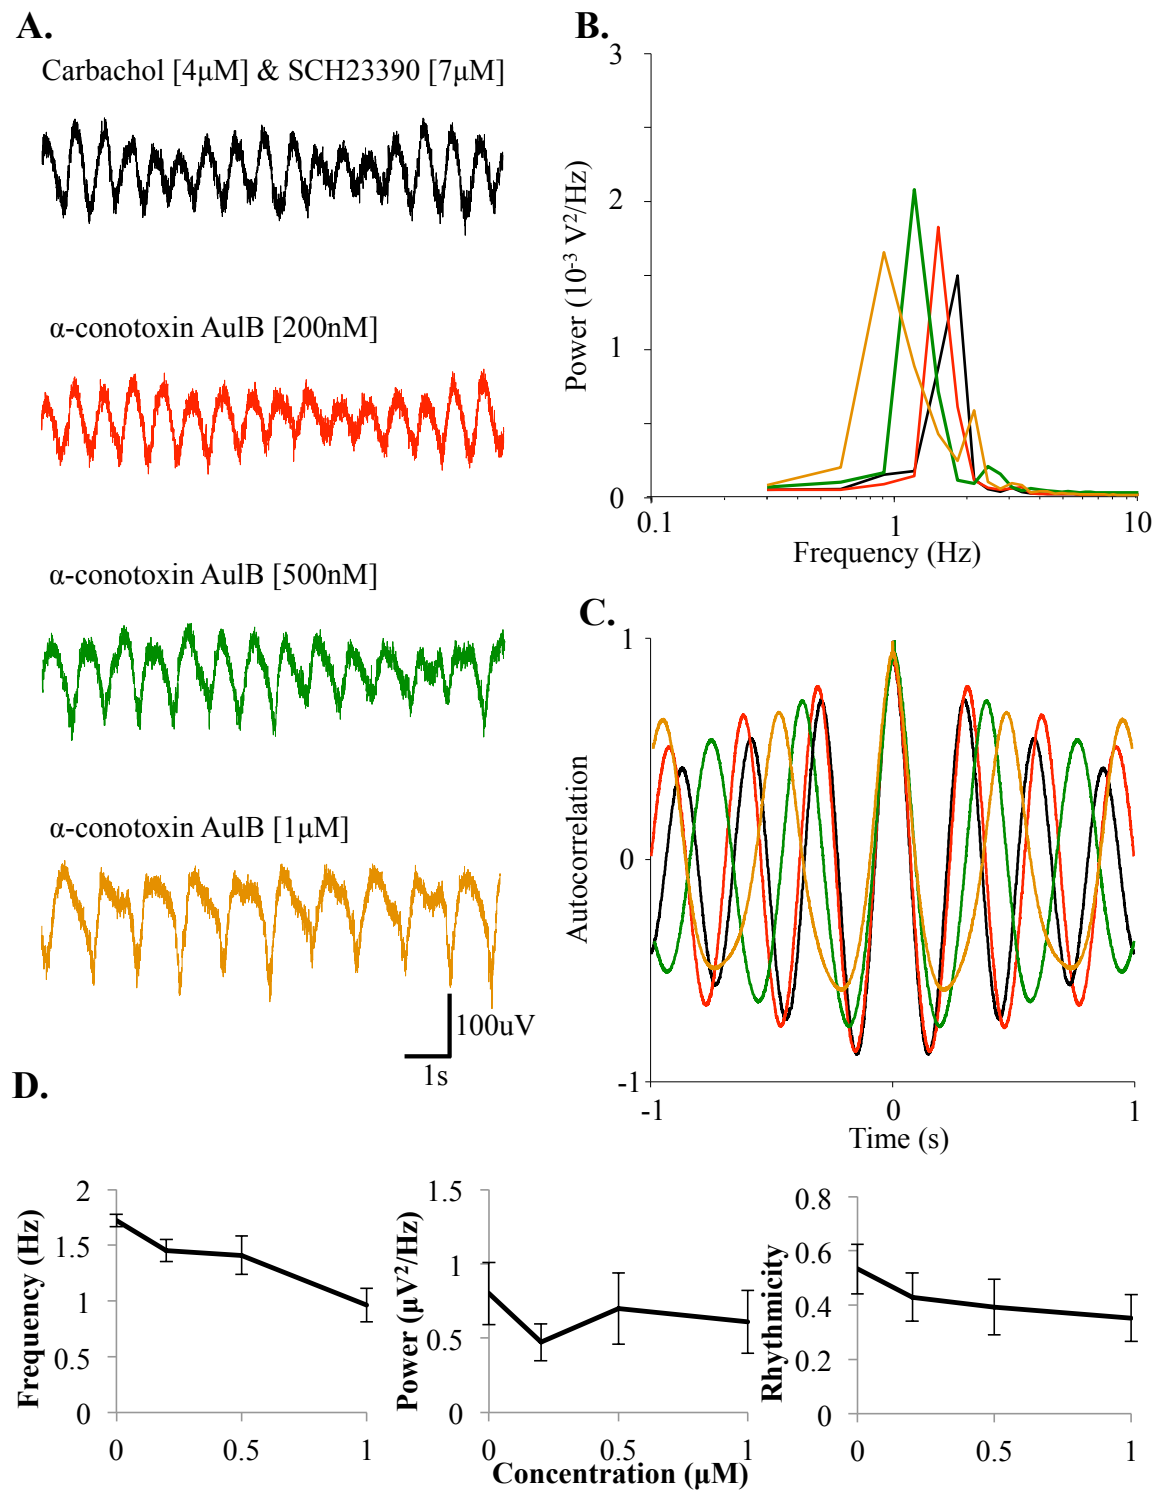 A.
Carbachol [4μM] & SCH23390 [7μM]
α-conotoxin AulB [200nM]
α-conotoxin AulB [500nM]
α-conotoxin AulB [1μM]
100uV
1s
B.
Power (10⁻³ V²/Hz)
3
2
1
0
0.1
1
10
Frequency (Hz)
C.
Autocorrelation
1
0
-1
-1
0
1
Time (s)
D.
Frequency (Hz)
2
1.5
1
0.5
0
0
0.5
1
Power (μV²/Hz)
1.5
1
0.5
0
0
0.5
1
Rhythmicity
0.8
0.6
0.4
0.2
0
0
0.5
1
Concentration (μM)